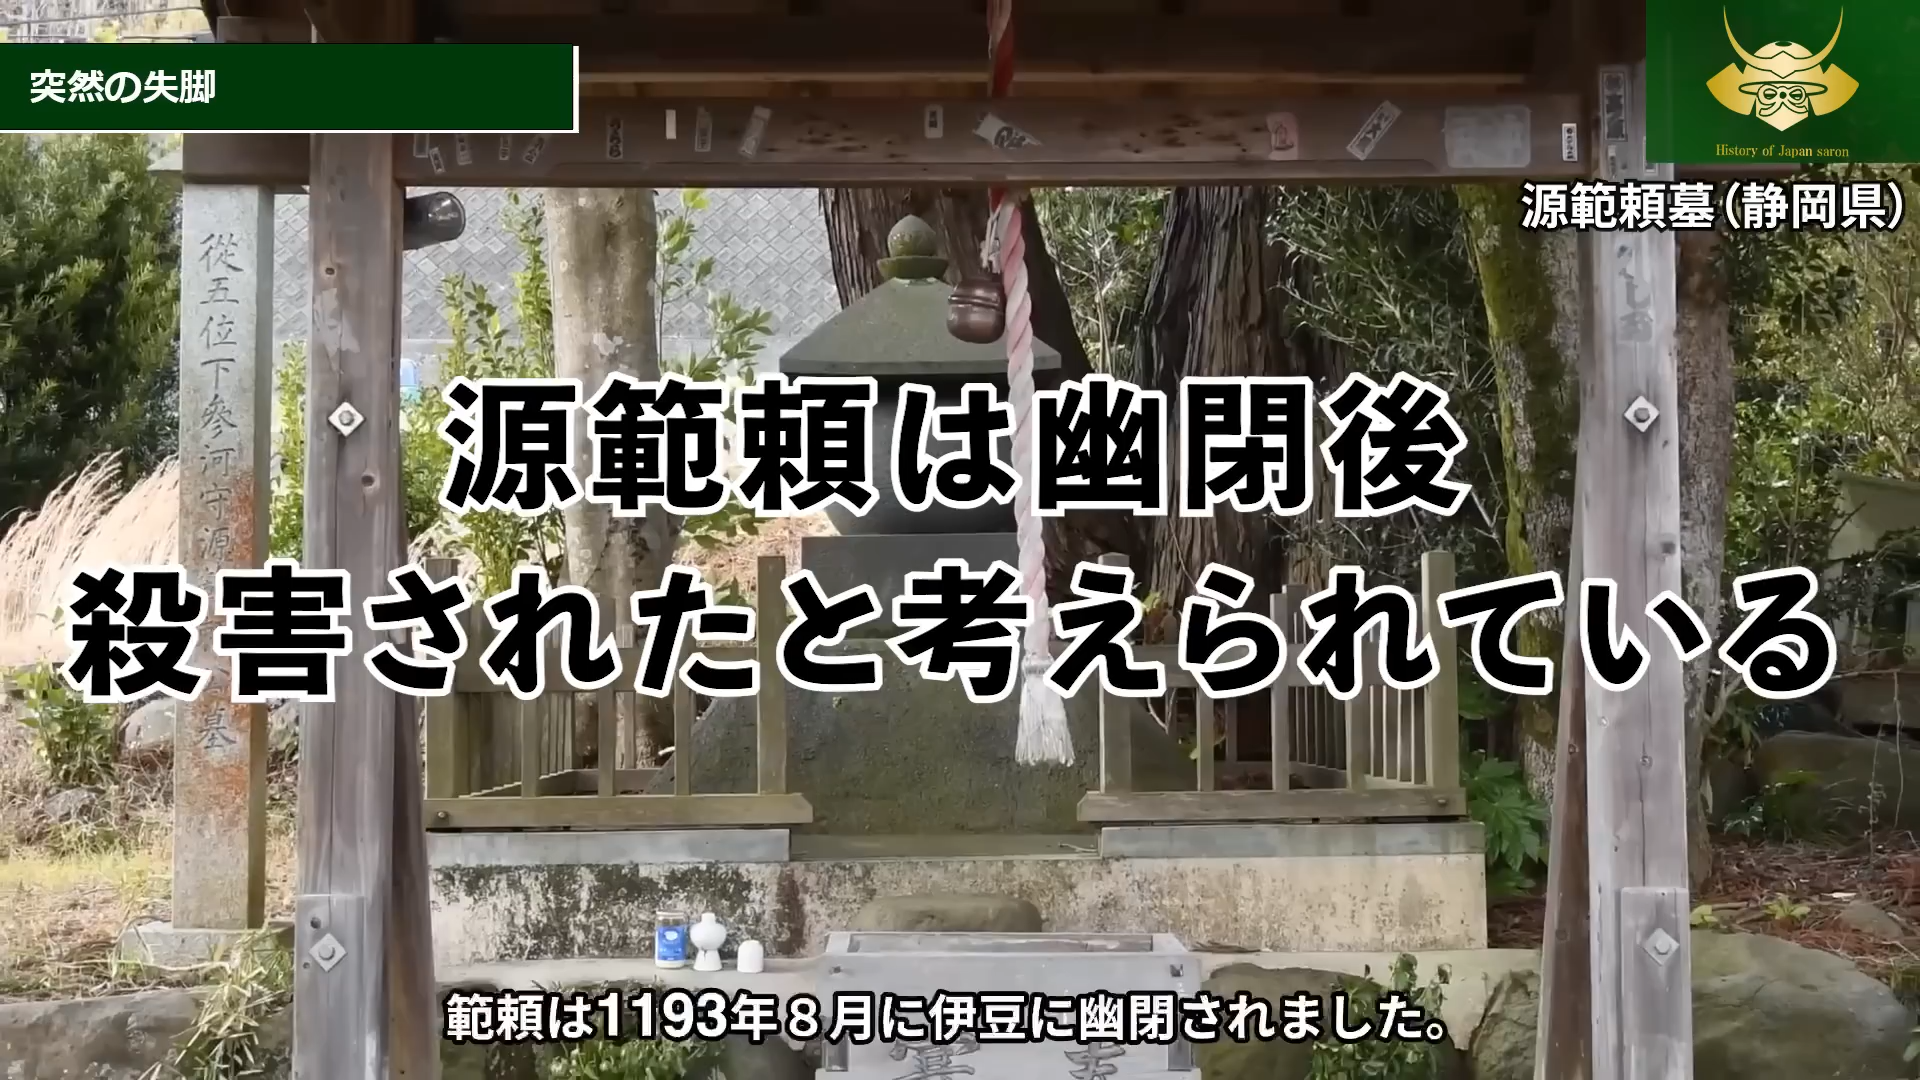 突然の失脚
History of Japan saron
源範頼墓（静岡県）
從五位下参河守源
墓
源範頼は幽閉後
殺害されたと考えられている
範頼は1193年８月に伊豆に幽閉されました。